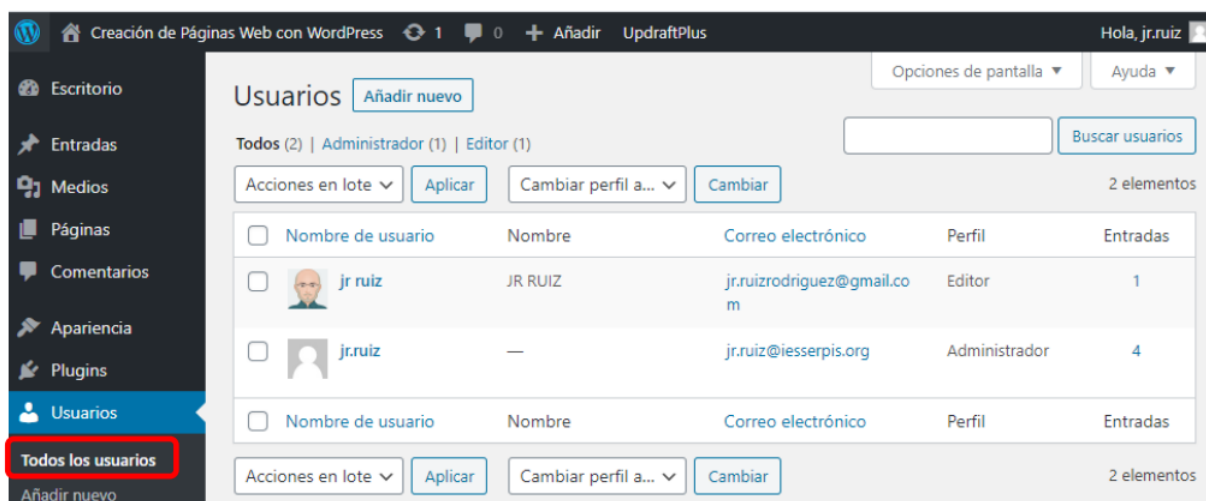 Creación de Páginas Web con WordPress 1 0 + Añadir UpdraftPlus Hola, jr.ruiz
Escritorio
Entradas
Medios
Páginas
Comentarios
Apariencia
Plugins
Usuarios
Todos los usuarios
Añadir nuevo
Opciones de pantalla ▼ Ayuda ▼
Usuarios Añadir nuevo
Todos (2) | Administrador (1) | Editor (1) Buscar usuarios
Acciones en lote Aplicar Cambiar perfil a... Cambiar 2 elementos
Nombre de usuario Nombre Correo electrónico Perfil Entradas
jr ruiz JR RUIZ jr.ruizrodriguez@gmail.co Editor 1
m
jr.ruiz — jr.ruiz@iesserpis.org Administrador 4
Nombre de usuario Nombre Correo electrónico Perfil Entradas
Acciones en lote Aplicar Cambiar perfil a... Cambiar 2 elementos